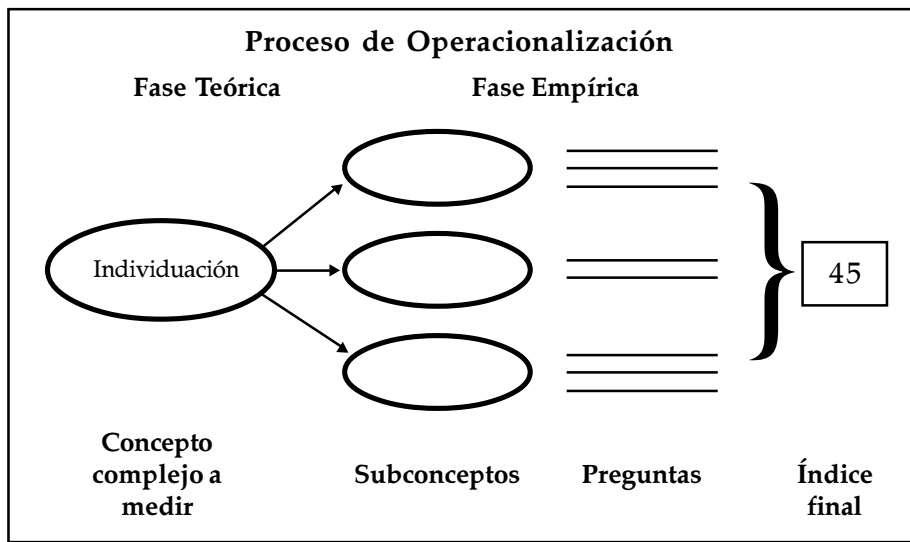 Proceso de Operacionalización
Fase Teórica
Fase Empírica
Individuación
45
Concepto
complejo a
medir
Subconceptos
Preguntas
Índice
final